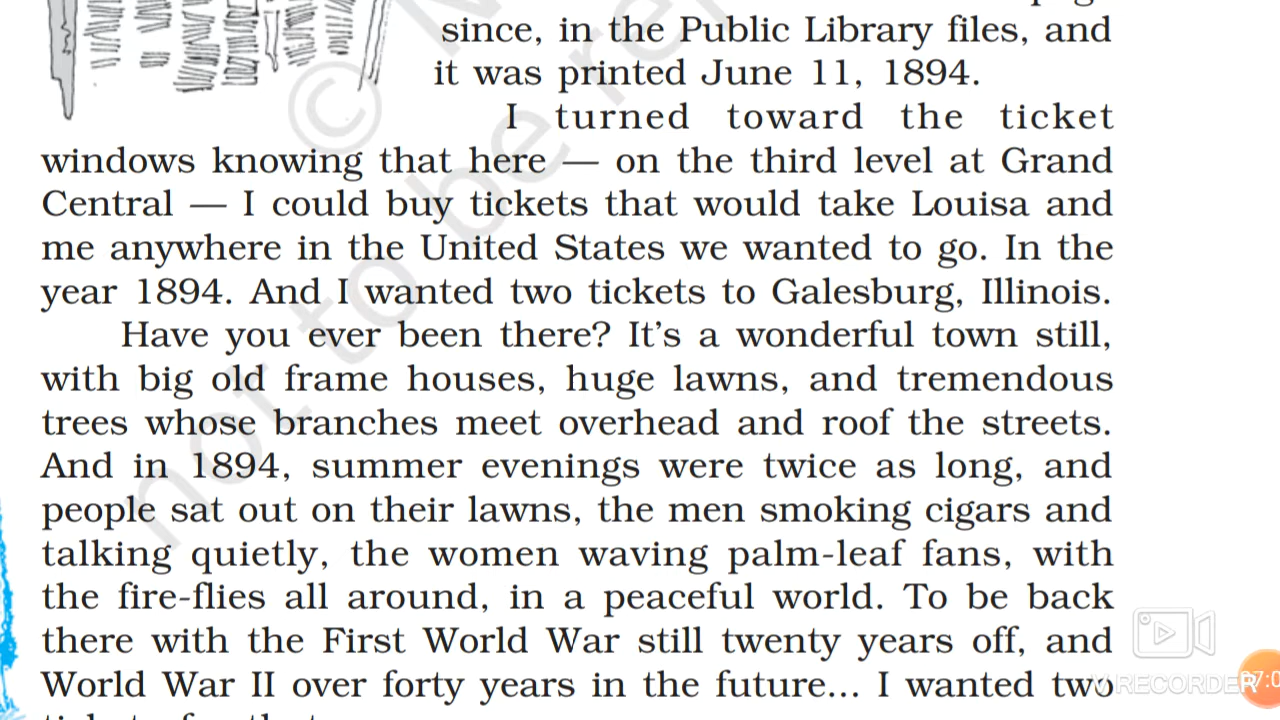 since, in the Public Library files, and
it was printed June 11, 1894.
I turned toward the ticket
windows knowing that here — on the third level at Grand
Central — I could buy tickets that would take Louisa and
me anywhere in the United States we wanted to go. In the
year 1894. And I wanted two tickets to Galesburg, Illinois.
Have you ever been there? It's a wonderful town still,
with big old frame houses, huge lawns, and tremendous
trees whose branches meet overhead and roof the streets.
And in 1894, summer evenings were twice as long, and
people sat out on their lawns, the men smoking cigars and
talking quietly, the women waving palm-leaf fans, with
the fire-flies all around, in a peaceful world. To be back
there with the First World War still twenty years off, and
World War II over forty years in the future... I wanted two
not to be re
©
V RECORDER